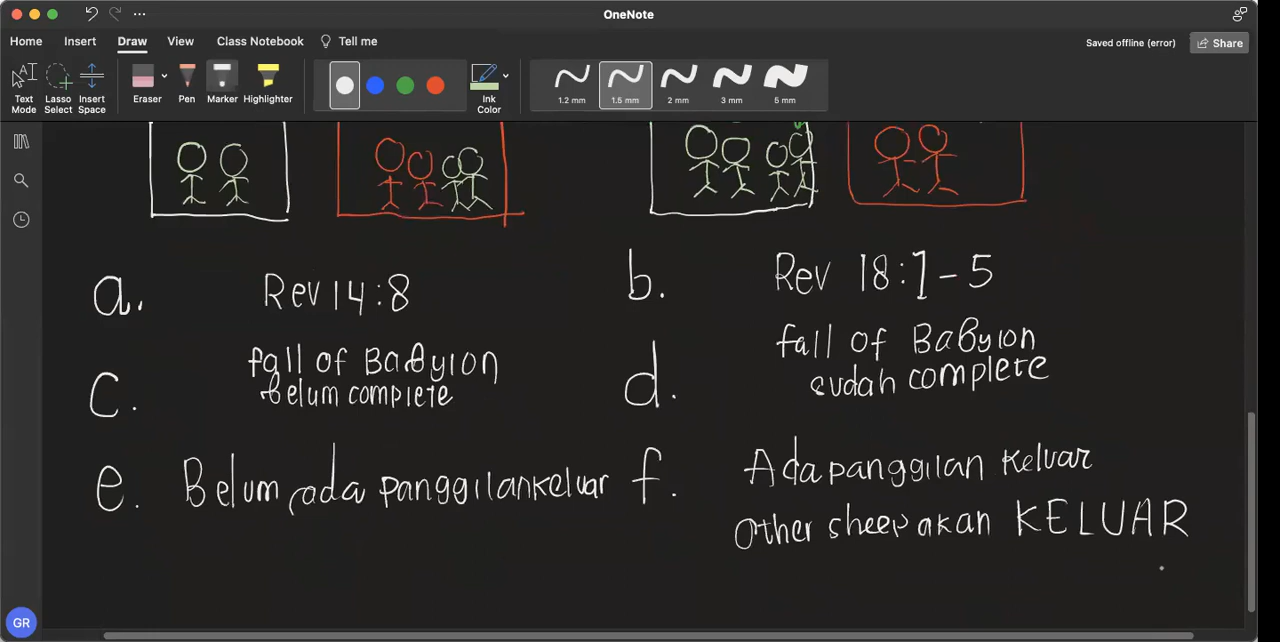 OneNote
Home Insert Draw View Class Notebook Tell me
Saved offline (error) Share
Text Mode
Lasso Select
Insert Space
Eraser
Pen
Marker
Highlighter
Ink Color
1.2 mm
1.5 mm
2 mm
3 mm
5 mm
a. Rev 14:8
b. Rev 18:1-5
c. fall of Babylon
belum complete
d. fall of Babylon
sudah complete
e. Belum ada panggilan keluar
f. Ada panggilan keluar
Other sheep akan KELUAR
GR